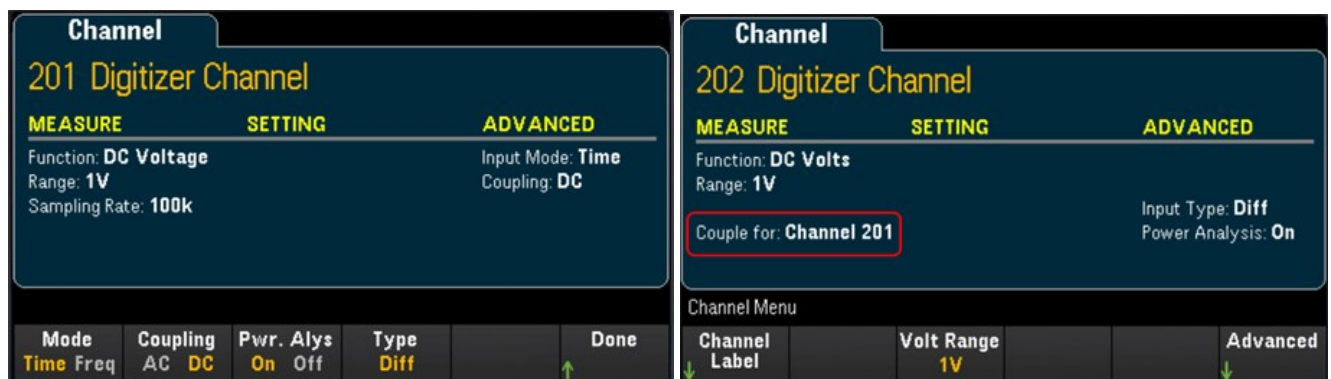 Channel
201 Digitizer Channel
MEASURE SETTING ADVANCED
Function: DC Voltage Input Mode: Time
Range: 1V Coupling: DC
Sampling Rate: 100k
Mode Coupling Pwr. Alys Type Done
Time Freq AC DC On Off Diff
Channel
202 Digitizer Channel
MEASURE SETTING ADVANCED
Function: DC Volts
Range: 1V
Input Type: Diff
Couple for: Channel 201 Power Analysis: On
Channel Menu
Channel Label Volt Range Advanced
1V